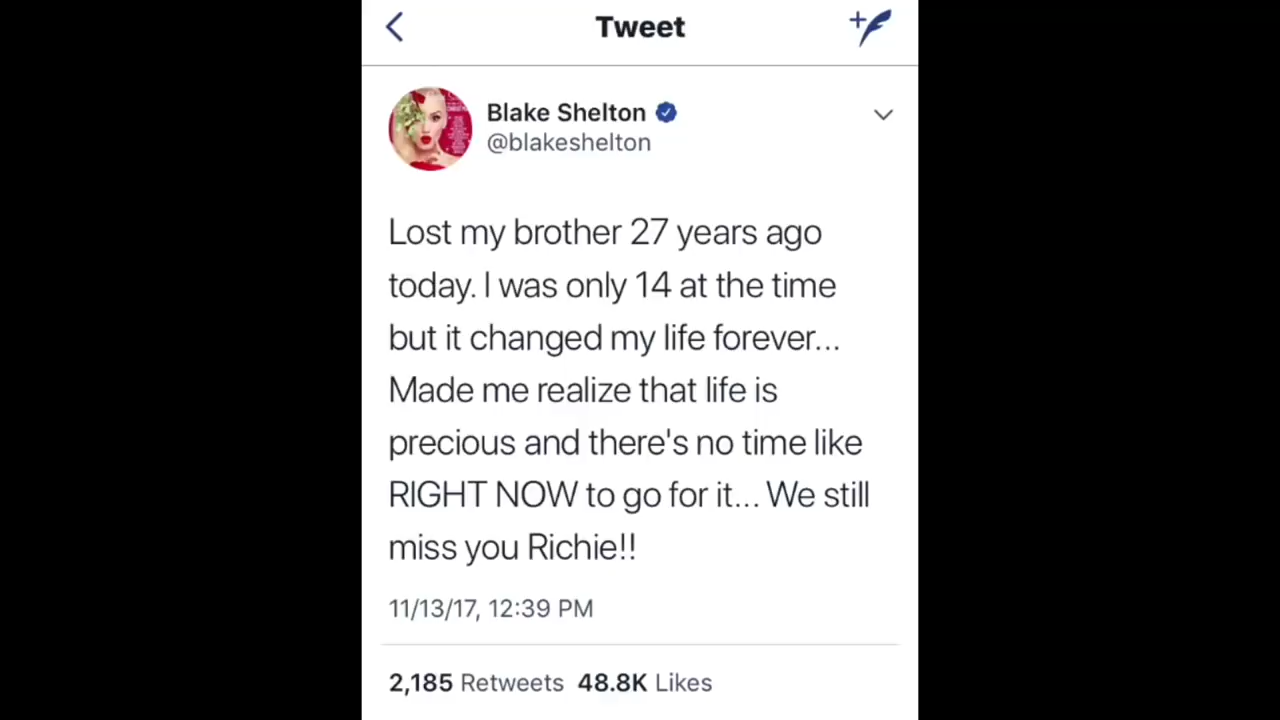 Tweet
Blake Shelton
@blakeshelton
Lost my brother 27 years ago
today. I was only 14 at the time
but it changed my life forever...
Made me realize that life is
precious and there's no time like
RIGHT NOW to go for it... We still
miss you Richie!!
11/13/17, 12:39 PM
2,185 Retweets 48.8K Likes